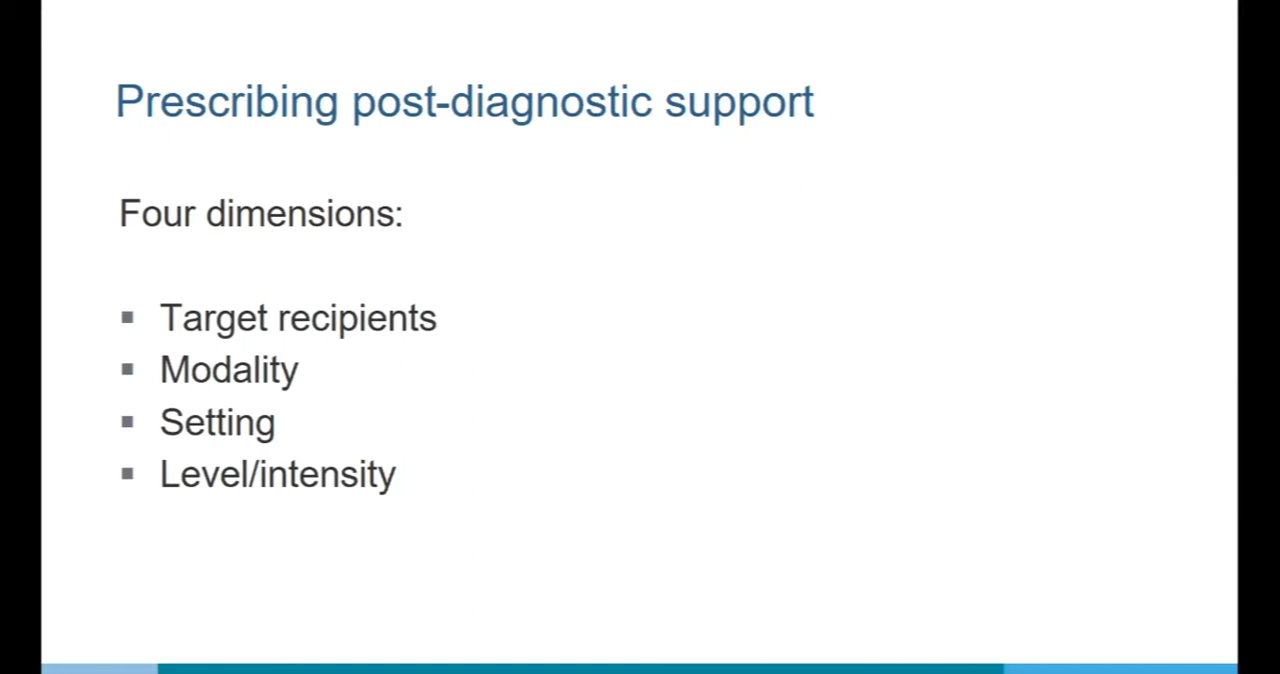 Prescribing post-diagnostic support
Four dimensions:
▪ Target recipients
▪ Modality
▪ Setting
▪ Level/intensity